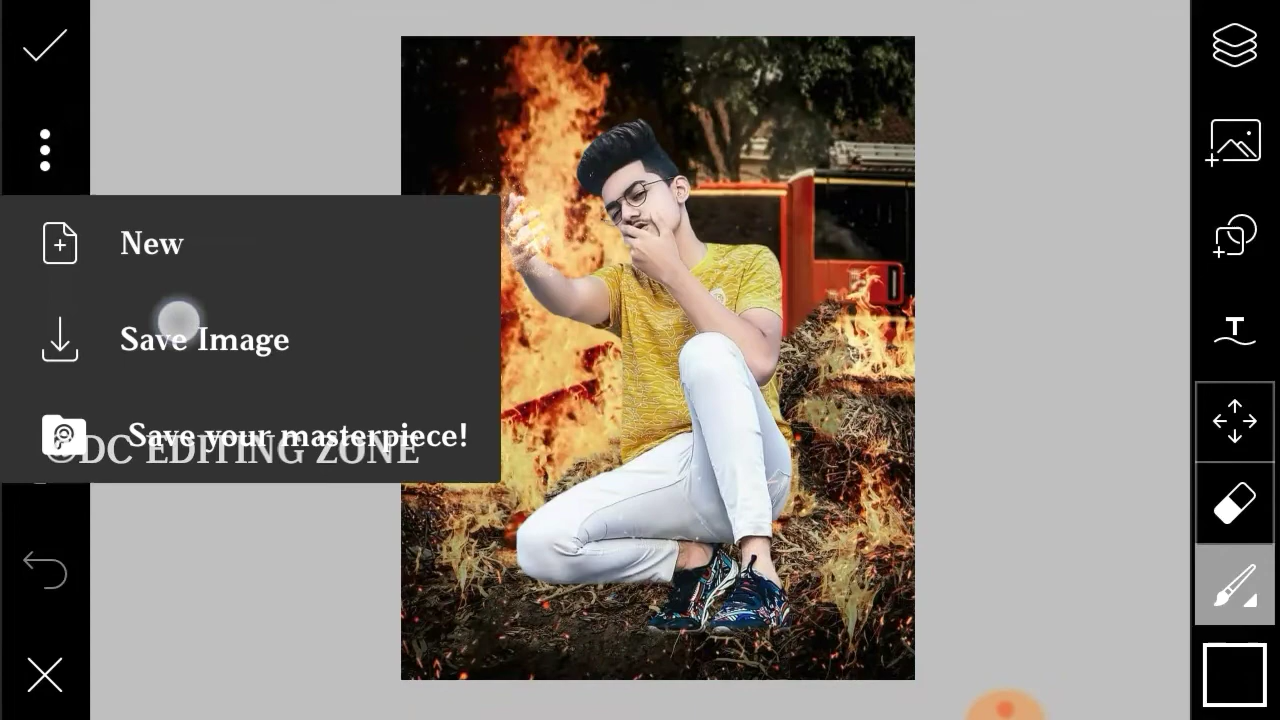 New
Save Image
Save your masterpiece!
©DC EDITING ZONE
T